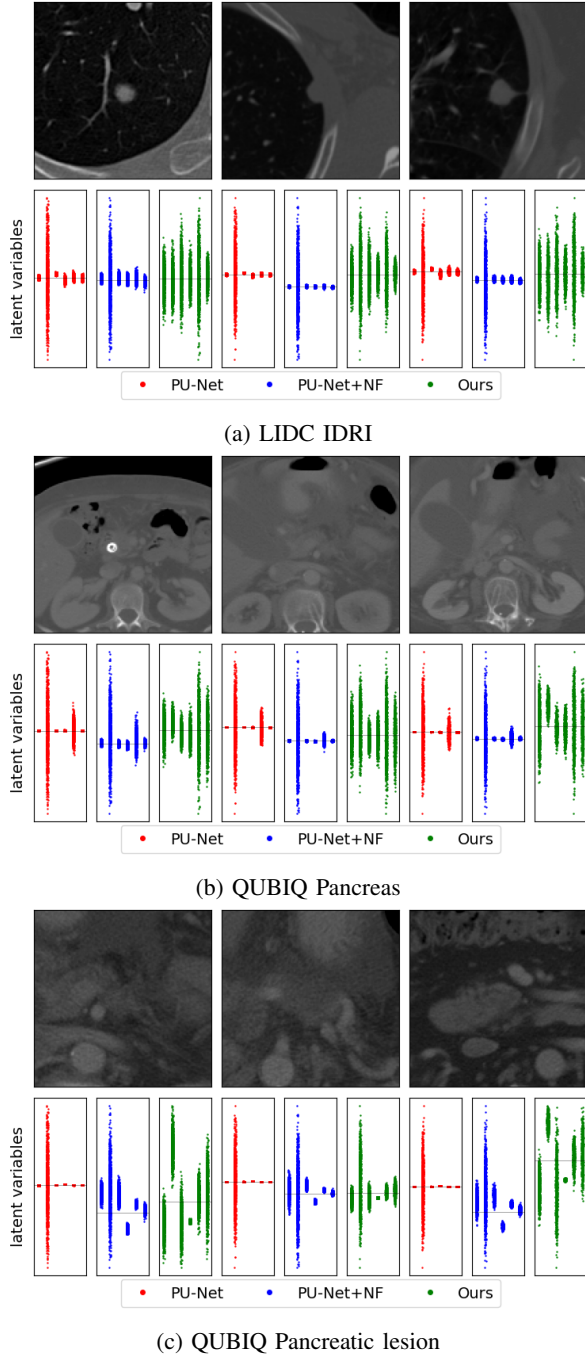 latent variables
PU-Net PU-Net+NF Ours
(a) LIDC IDRI
latent variables
PU-Net PU-Net+NF Ours
(b) QUBIQ Pancreas
latent variables
PU-Net PU-Net+NF Ours
(c) QUBIQ Pancreatic lesion